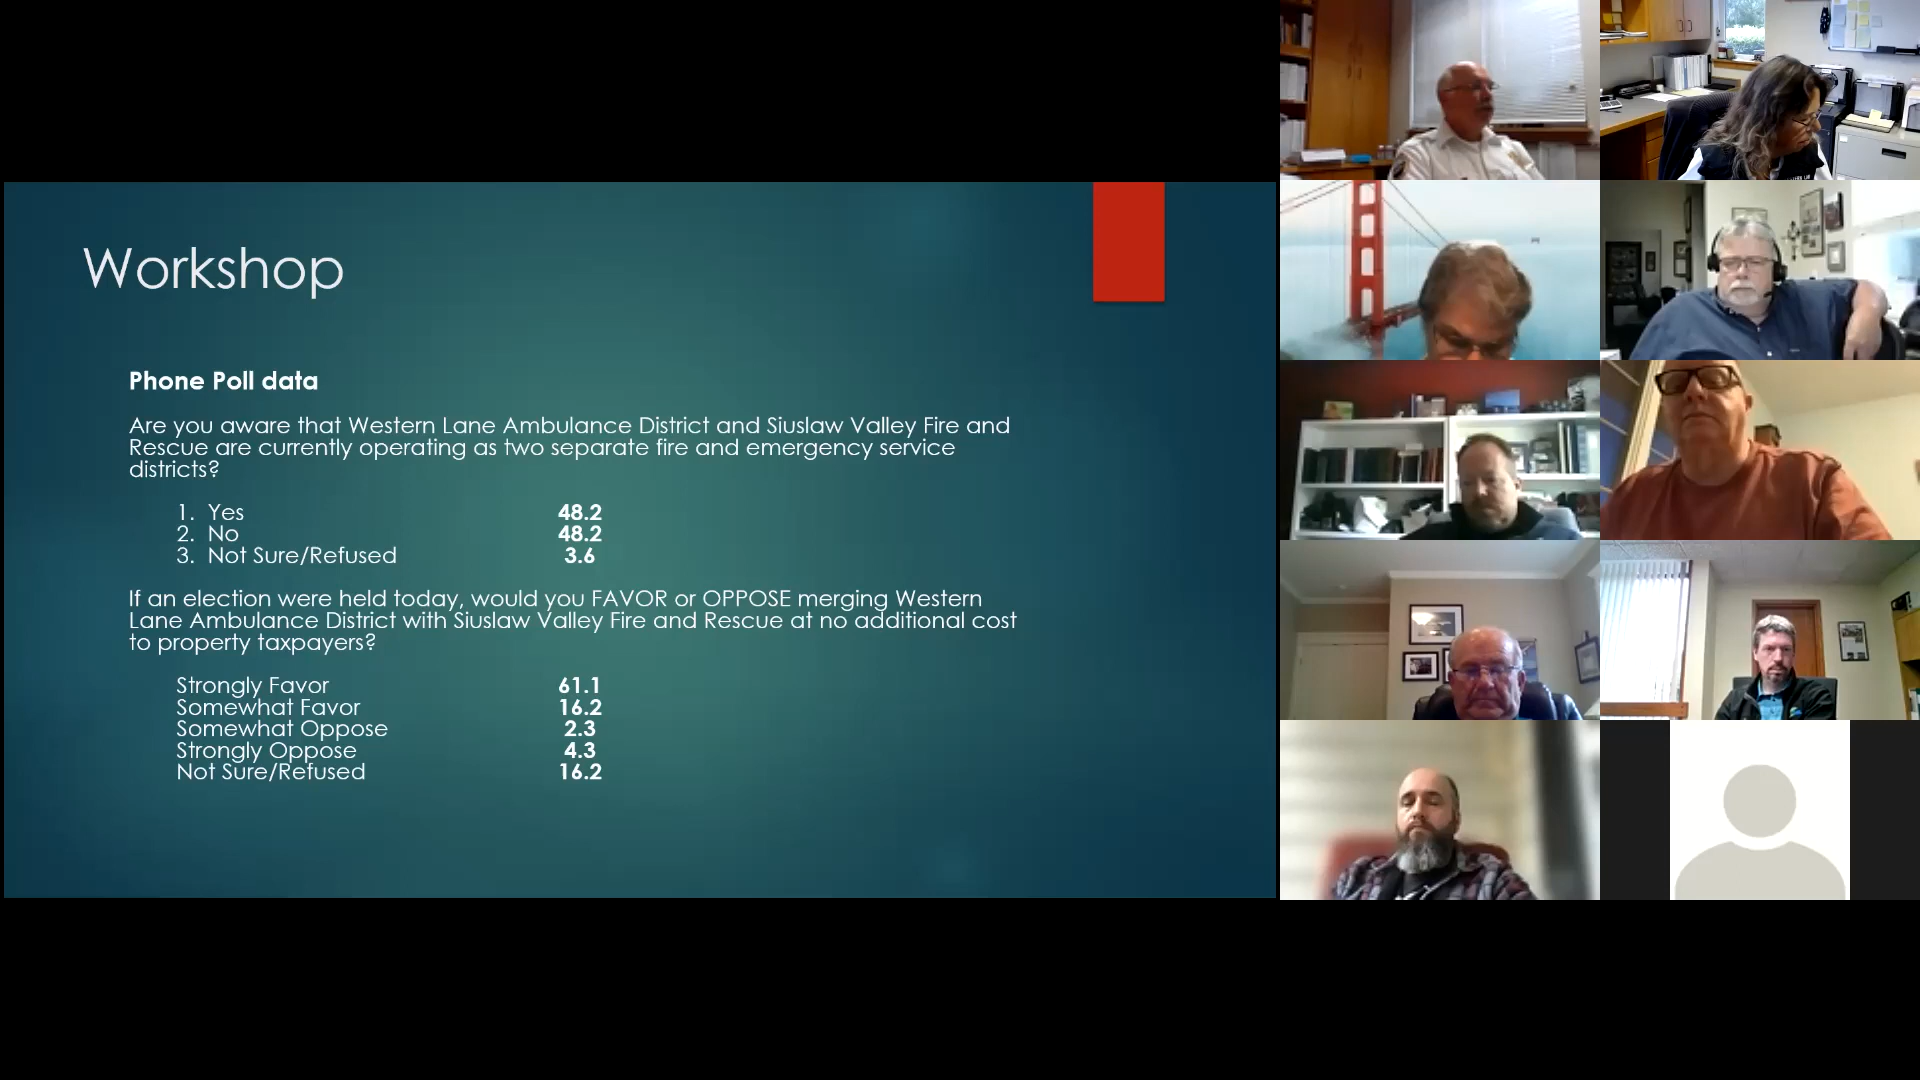 Workshop
Phone Poll data
Are you aware that Western Lane Ambulance District and Siuslaw Valley Fire and
Rescue are currently operating as two separate fire and emergency service
districts?
1. Yes 48.2
2. No 48.2
3. Not Sure/Refused 3.6
If an election were held today, would you FAVOR or OPPOSE merging Western
Lane Ambulance District with Siuslaw Valley Fire and Rescue at no additional cost
to property taxpayers?
Strongly Favor 61.1
Somewhat Favor 16.2
Somewhat Oppose 2.3
Strongly Oppose 4.3
Not Sure/Refused 16.2